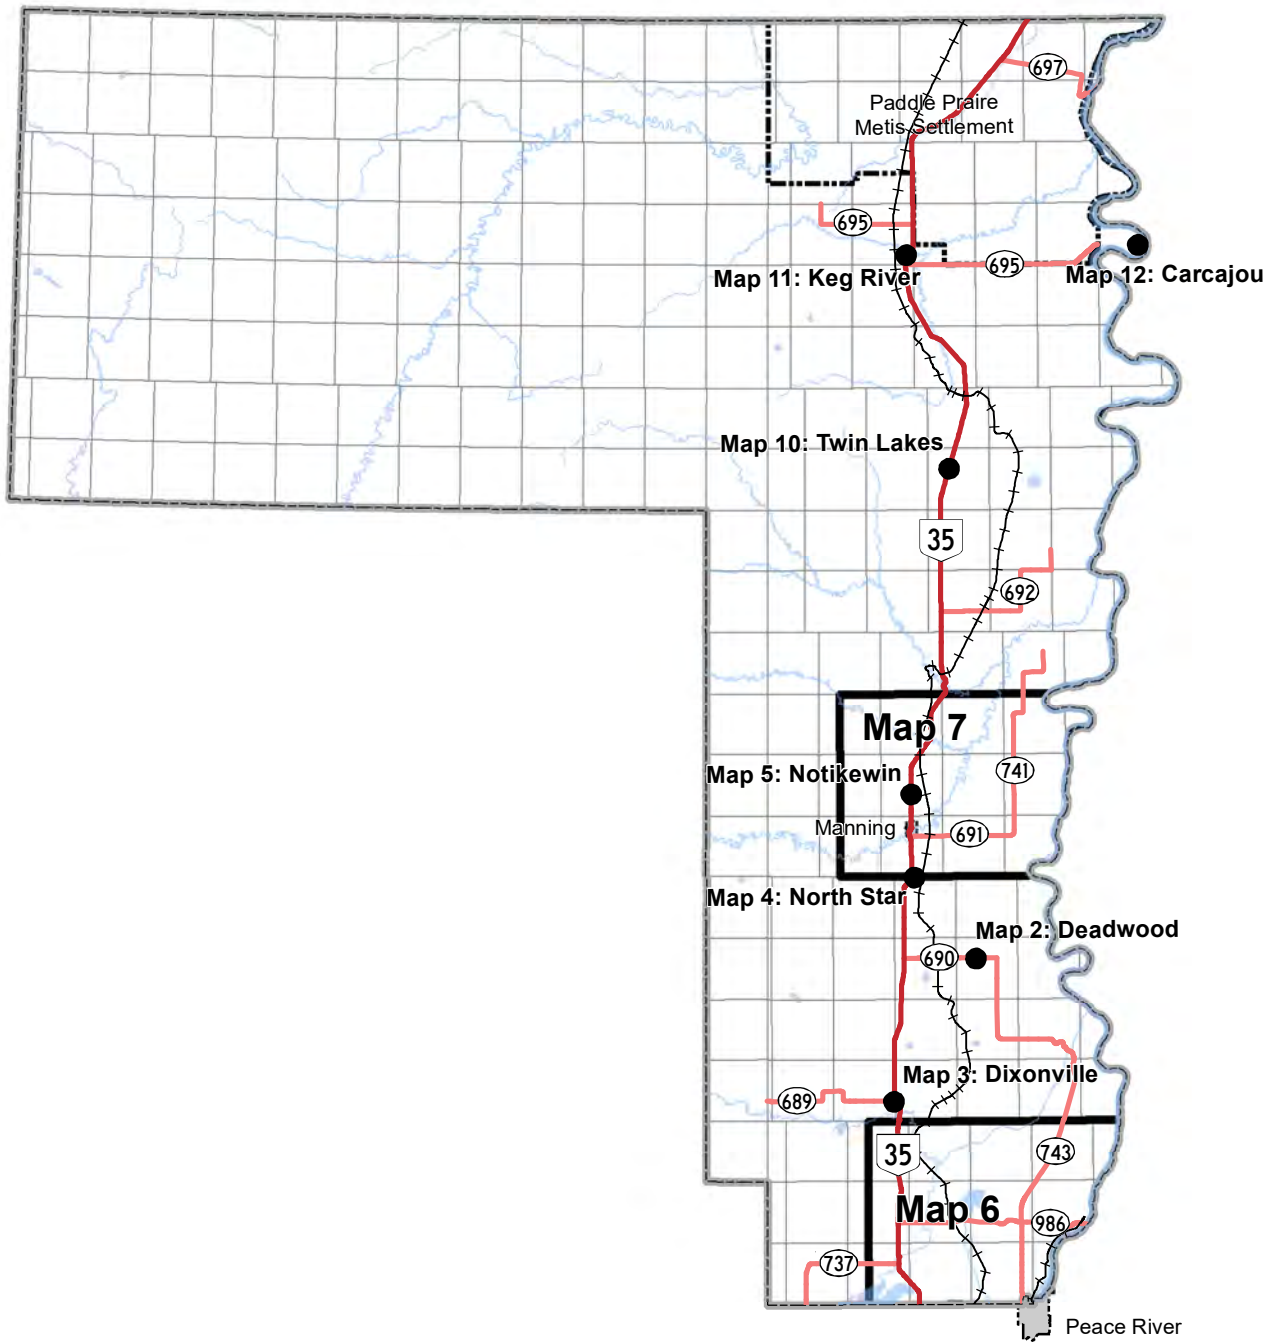 697
Paddle Praire
Metis Settlement
695
695
Map 11: Keg River
Map 12: Carcajou
Map 10: Twin Lakes
35
692
Map 7
Map 5: Notikewin
741
Manning
691
Map 4: North Star
Map 2: Deadwood
690
Map 3: Dixonville
689
35
743
Map 6
986
737
Peace River